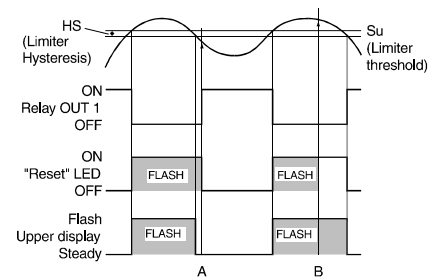 HS
(Limiter
Hysteresis)
Su
(Limiter
threshold)
ON
Relay OUT 1
OFF
ON
"Reset" LED
OFF
FLASH
FLASH
Flash
Upper display
Steady
FLASH
FLASH
A
B